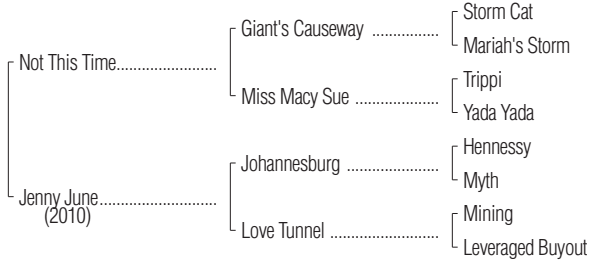 Storm Cat
Giant's Causeway ................
Mariah's Storm
Not This Time........................
Trippi
Miss Macy Sue ....................
Yada Yada
Hennessy
Johannesburg ......................
Myth
Jenny June............................
(2010)
Mining
Love Tunnel ..........................
Leveraged Buyout